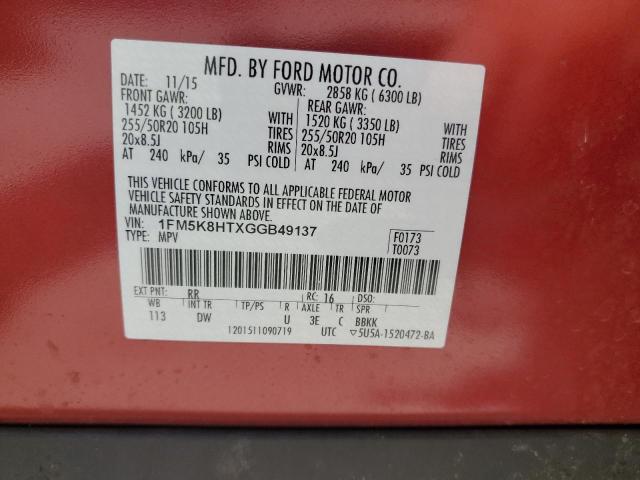 MFD. BY FORD MOTOR CO.
DATE: 11/15 GVWR: 2858 KG ( 6300 LB)
FRONT GAWR: REAR GAWR:
1452 KG ( 3200 LB) WITH 1520 KG ( 3350 LB) WITH
255/50R20 105H TIRES 255/50R20 105H TIRES
20x8.5J RIMS 20x8.5J RIMS
AT 240 kPa/ 35 PSI COLD AT 240 kPa/ 35 PSI COLD
THIS VEHICLE CONFORMS TO ALL APPLICABLE FEDERAL MOTOR
VEHICLE SAFETY STANDARDS IN EFFECT ON THE DATE OF
MANUFACTURE SHOWN ABOVE.
VIN: 1FM5K8HTXGGB49137 F0173
TYPE: MPV T0073
EXT PNT: RR RC: 16 DSO:
WB INT TR TP/PS R AXLE TR SPR
113 DW U 3E C BBKK
1201511090719 UTC ▽5U5A-1520472-BA